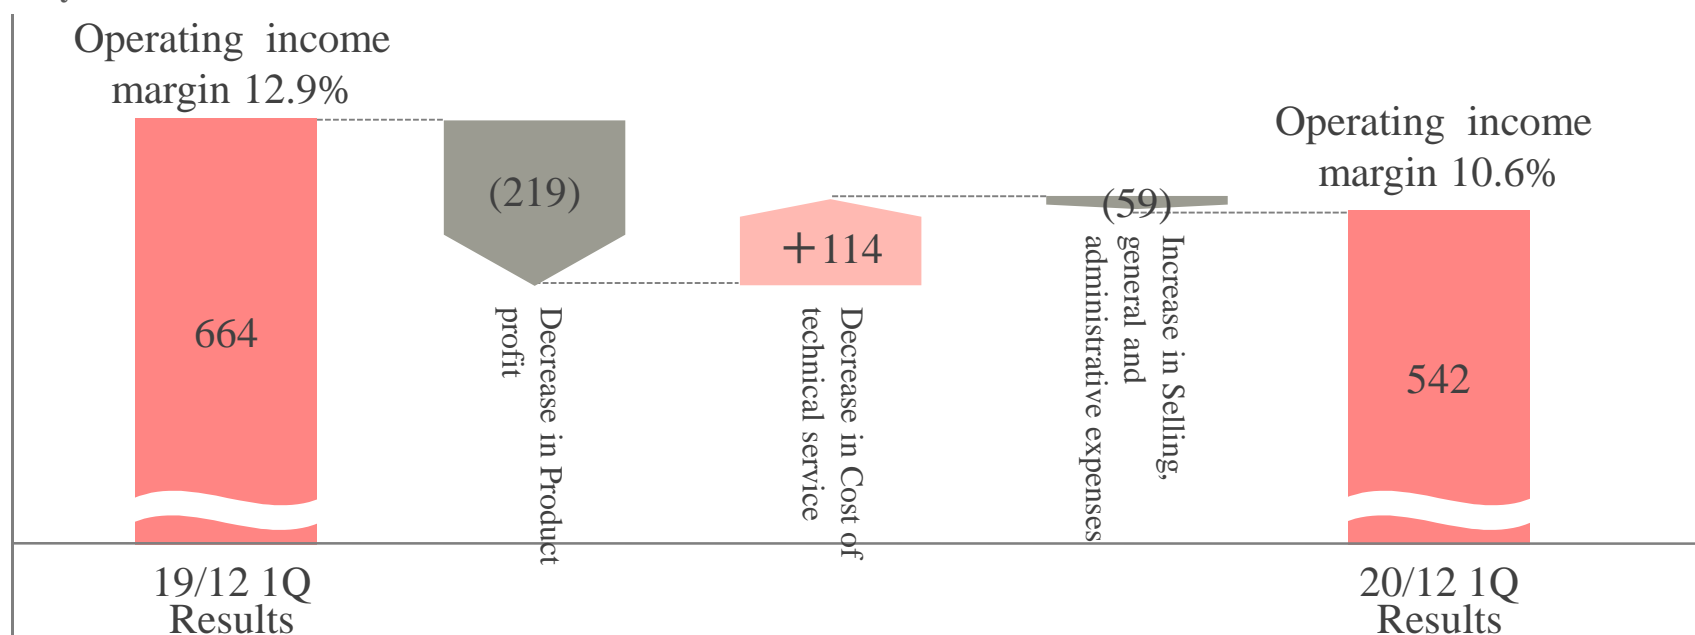 Operating income
margin 12.9%
664
19/12 1Q
Results
(219)
Decrease in Product
profit
+114
Decrease in Cost of
technical service
(59)
Increase in Selling,
general and
administrative expenses
Operating income
margin 10.6%
542
20/12 1Q
Results